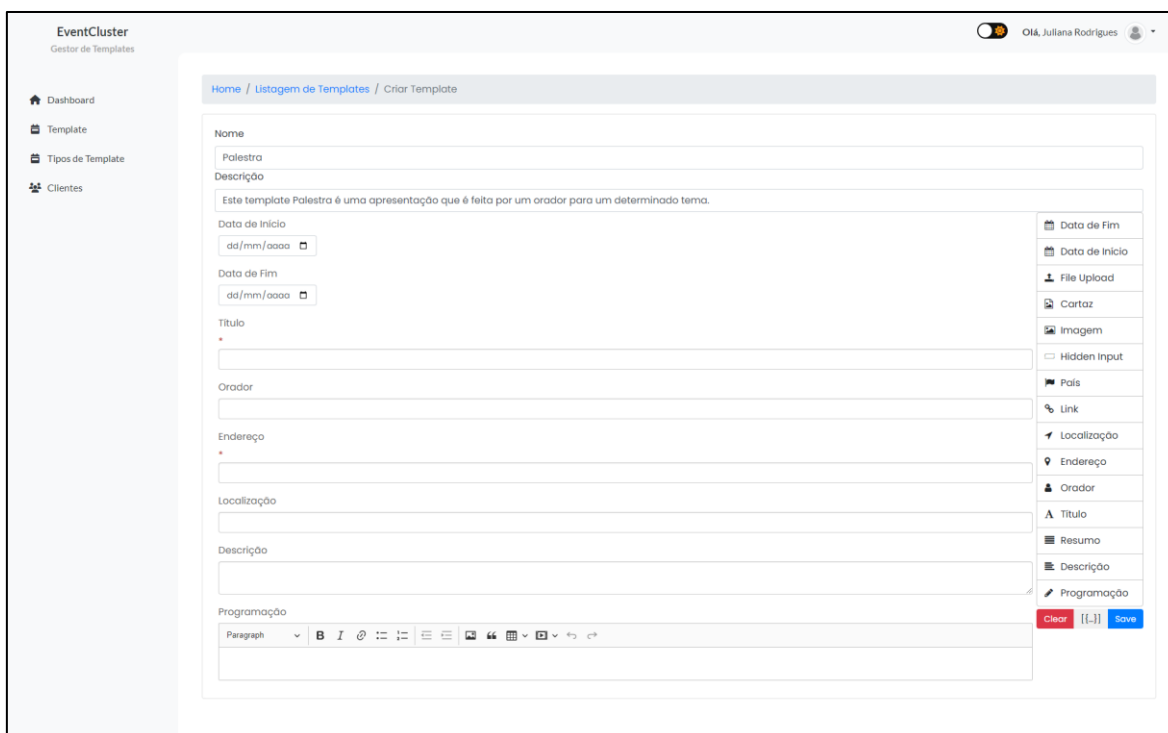 EventCluster
Gestor de Templates
Olá, Juliana Rodrigues
Dashboard
Template
Tipos de Template
Clientes
Home / Listagem de Templates / Criar Template
Nome
Palestra
Descrição
Este template Palestra é uma apresentação que é feita por um orador para um determinado tema.
Data de Início
dd/mm/aaaa
Data de Fim
dd/mm/aaaa
Título
*
Orador
Endereço
*
Localização
Descrição
Programação
Paragraph
Data de Fim
Data de Início
File Upload
Cartaz
Imagem
Hidden Input
País
Link
Localização
Endereço
Orador
Título
Resumo
Descrição
Programação
Clear [{…}] Save